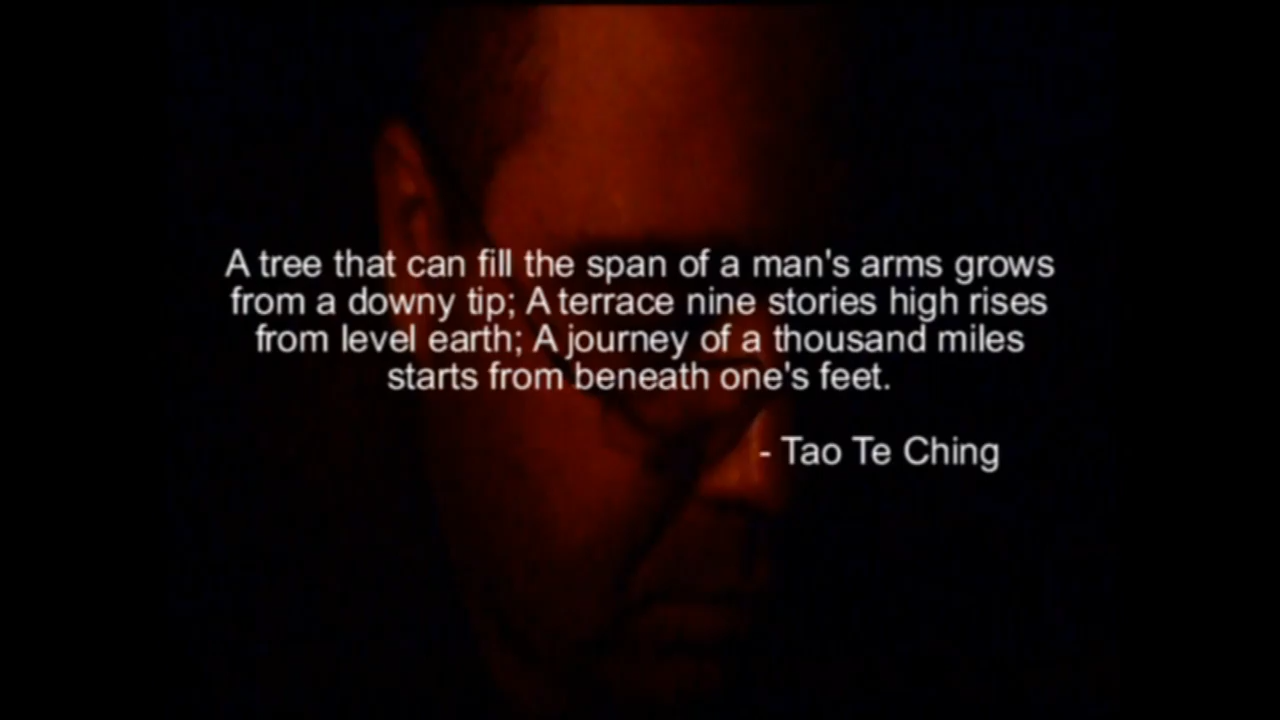 A tree that can fill the span of a man's arms grows
from a downy tip; A terrace nine stories high rises
from level earth; A journey of a thousand miles
starts from beneath one's feet.
- Tao Te Ching